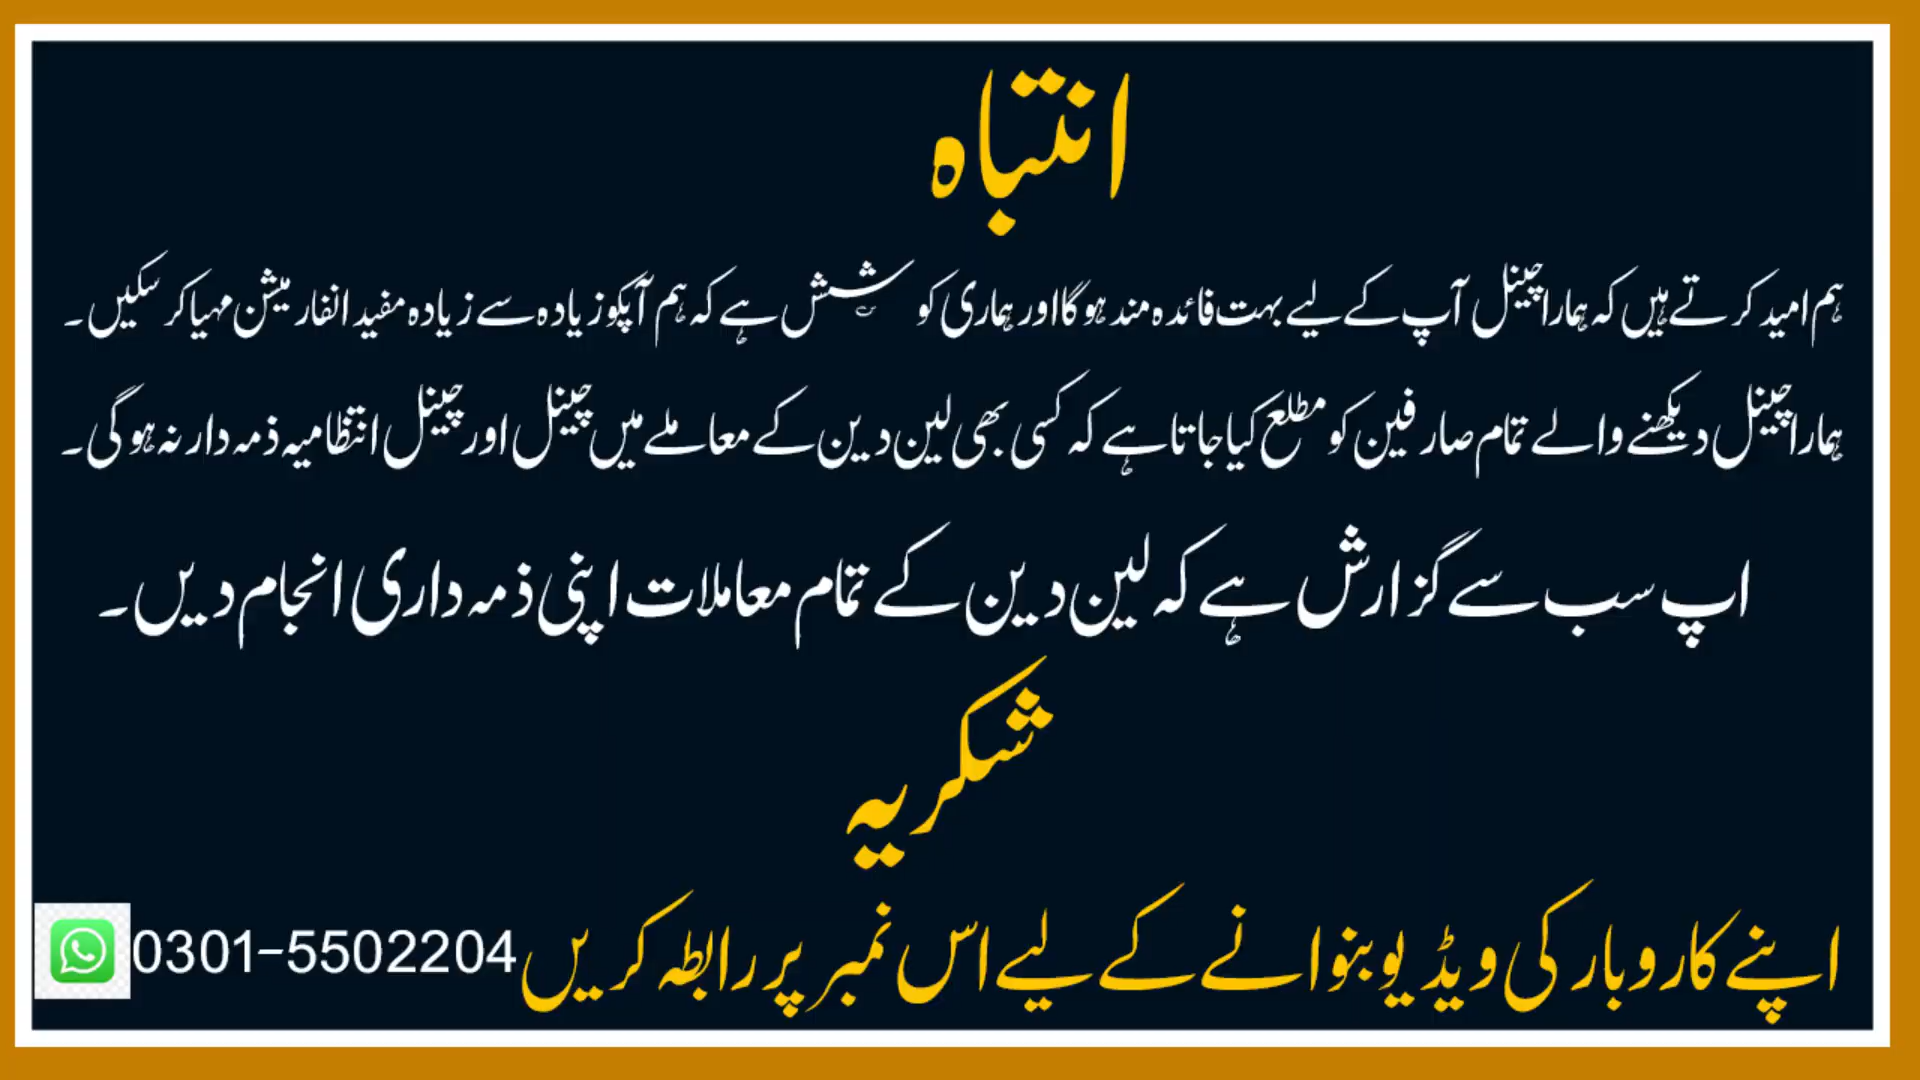 انتباہ
ہم امید کرتے ہیں کہ ہمارا چینل آپ کے لیے بہت فائدہ مند ہوگا اور ہماری کوشش ہے کہ ہم آپکو زیادہ سے زیادہ مفید انفارمیشن مہیا کر سکیں۔
ہمارا چینل دیکھنے والے تمام صارفین کو مطلع کیا جاتا ہے کہ کسی بھی لین دین کے معاملے میں چینل اور چینل انتظامیہ ذمہ دار نہ ہوگی۔
اپ سب سے گزارش ہے کہ لین دین کے تمام معاملات اپنی ذمہ داری انجام دیں۔
شکریہ
اپنے کاروبار کی ویڈیو بنوانے کے لیے اس نمبر پر رابطہ کریں 0301-5502204